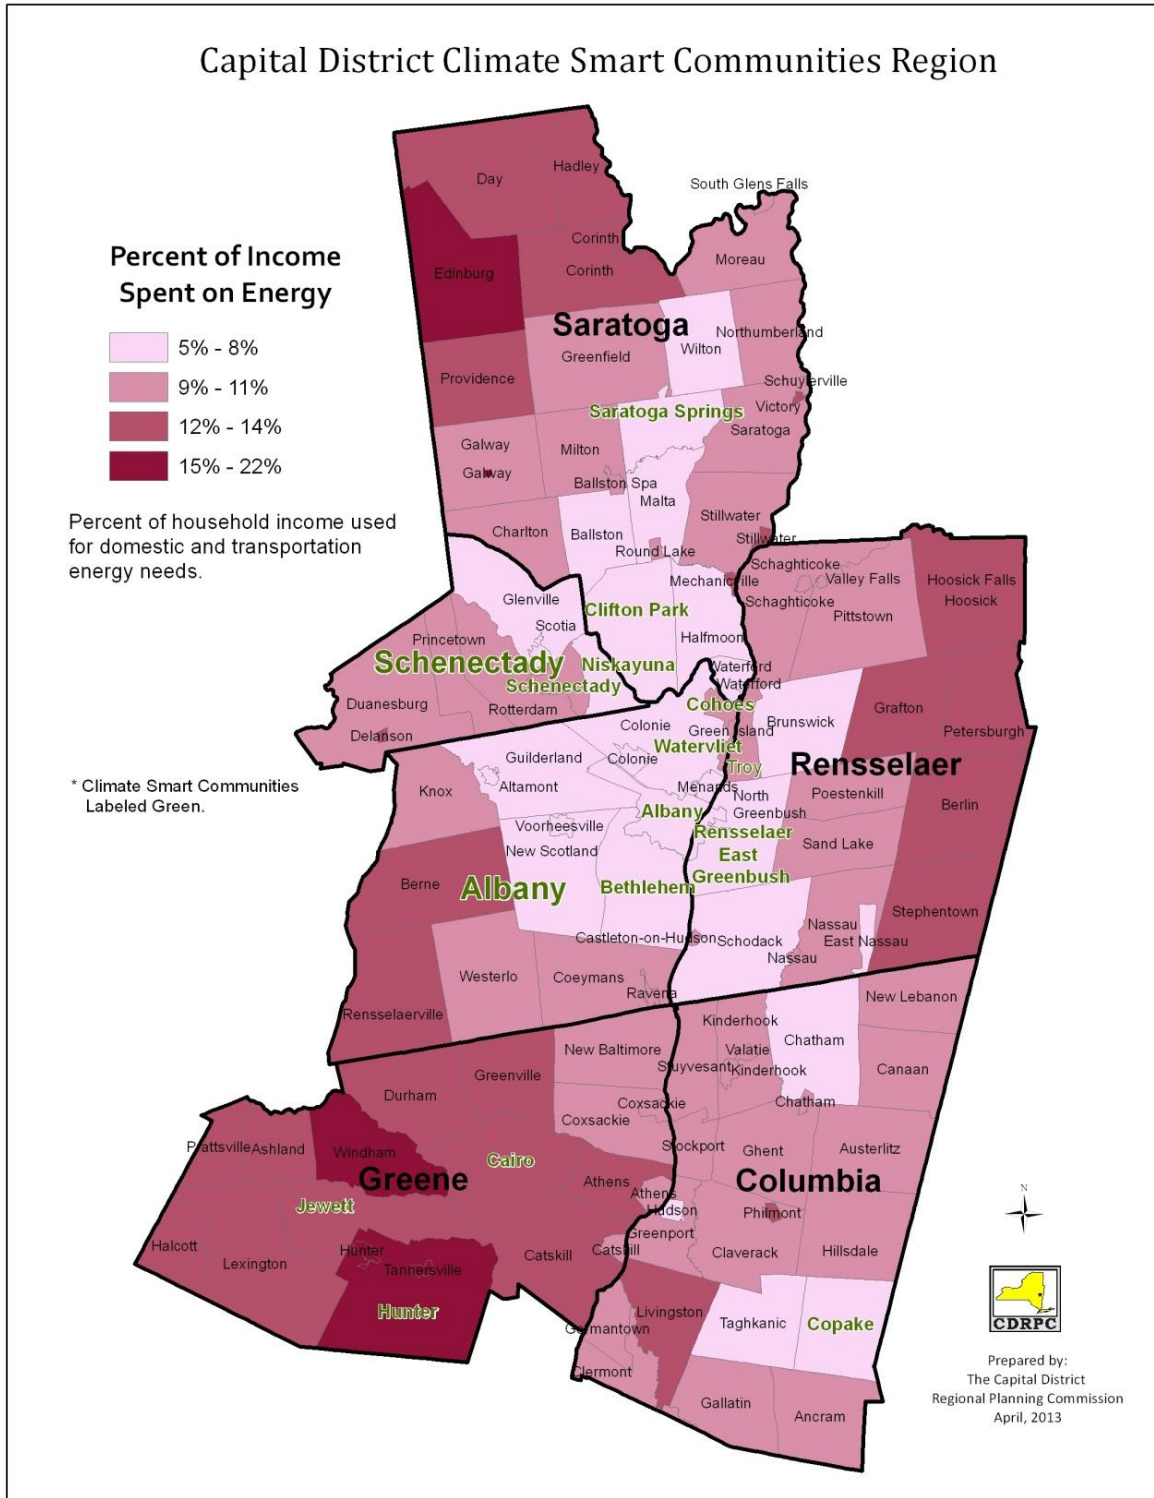 Capital District Climate Smart Communities Region
Percent of Income
Spent on Energy
5% - 8%
9% - 11%
12% - 14%
15% - 22%
Percent of household income used
for domestic and transportation
energy needs.
* Climate Smart Communities
Labeled Green.
Day
Hadley
South Glens Falls
Corinth
Corinth
Moreau
Edinburg
Saratoga
Northumberland
Wilton
Greenfield
Providence
Schuylerville
Victory
Saratoga Springs
Saratoga
Galway
Milton
Galway
Ballston Spa
Malta
Stillwater
Charlton
Ballston
Stillwater
Round Lake
Schaghticoke
Mechanicville
Valley Falls
Hoosick Falls
Hoosick
Glenville
Clifton Park
Schaghticoke
Pittstown
Scotia
Halfmoon
Princetown
Schenectady
Niskayuna
Waterford
Waterford
Schenectady
Duanesburg
Rotterdam
Cohoes
Grafton
Brunswick
Delanson
Colonie
Green Island
Petersburgh
Watervliet
Guilderland
Colonie
Troy
Rensselaer
Knox
Altamont
Menands
North
Greenbush
Poestenkill
Berlin
Albany
Voorheesville
Rensselaer
New Scotland
East
Greenbush
Sand Lake
Berne
Albany
Bethlehem
Stephentown
Nassau
Castleton-on-Hudson
Schodack
East Nassau
Nassau
Westerlo
Coeymans
Ravena
New Lebanon
Rensselaerville
Kinderhook
Chatham
New Baltimore
Valatie
Stuyvesant
Kinderhook
Canaan
Greenville
Durham
Coxsackie
Chatham
Coxsackie
Prattsville
Ashland
Windham
Stockport
Ghent
Austerlitz
Cairo
Greene
Athens
Columbia
Athens
Jewett
Hudson
Philmont
Greenport
Halcott
Hunter
Catskill
Catskill
Claverack
Hillsdale
Lexington
Tannersville
Hunter
Livingston
Taghkanic
Copake
Germantown
Clermont
Gallatin
Ancram
N
CDRPC
Prepared by:
The Capital District
Regional Planning Commission
April, 2013